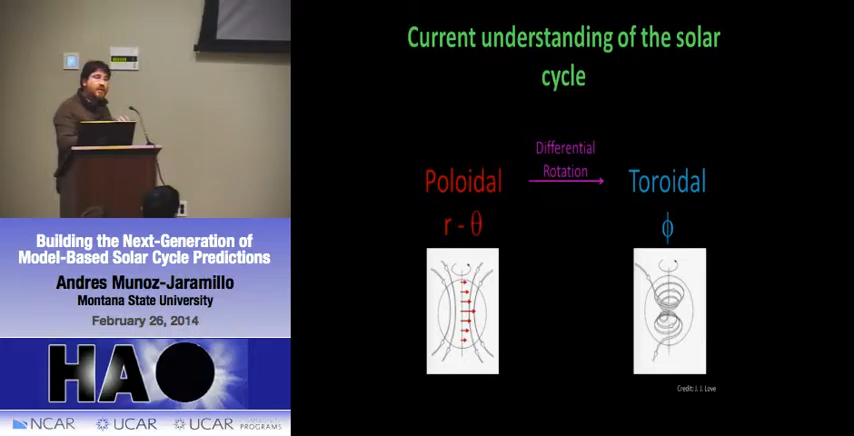 Current understanding of the solar
cycle
Differential
Rotation
Poloidal
Toroidal
r - θ
ϕ
Credit: J. J. Love
Building the Next-Generation of
Model-Based Solar Cycle Predictions
Andres Munoz-Jaramillo
Montana State University
February 26, 2014
HAO
NCAR
UCAR
UCAR
PROGRAMS